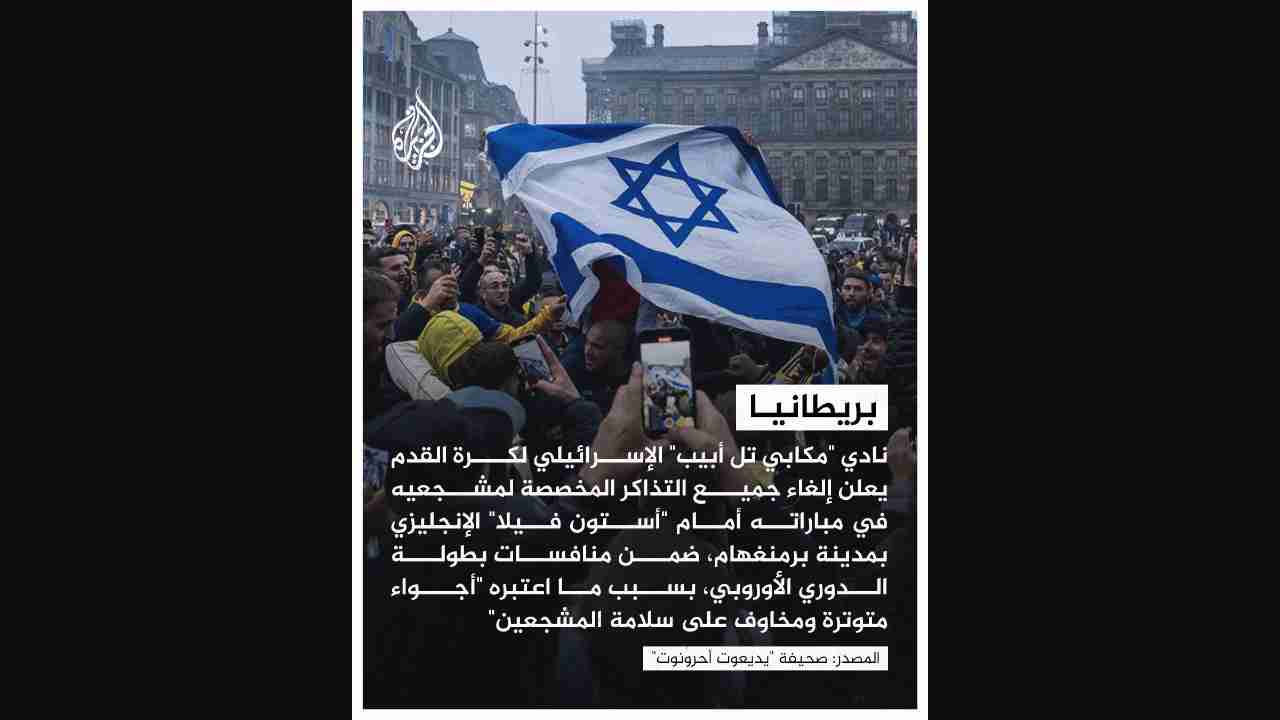 الجزيرة
بريطانيا
نادي "مكابي تل أبيب" الإسرائيلي لكرة القدم
يعلن إلغاء جميع التذاكر المخصصة لمشجعيه
في مباراته أمام "أستون فيلا" الإنجليزي
بمدينة برمنغهام، ضمن منافسات بطولة
الدوري الأوروبي، بسبب ما اعتبره "أجواء
متوترة ومخاوف على سلامة المشجعين"
المصدر: صحيفة "يديعوت أحرونوت"